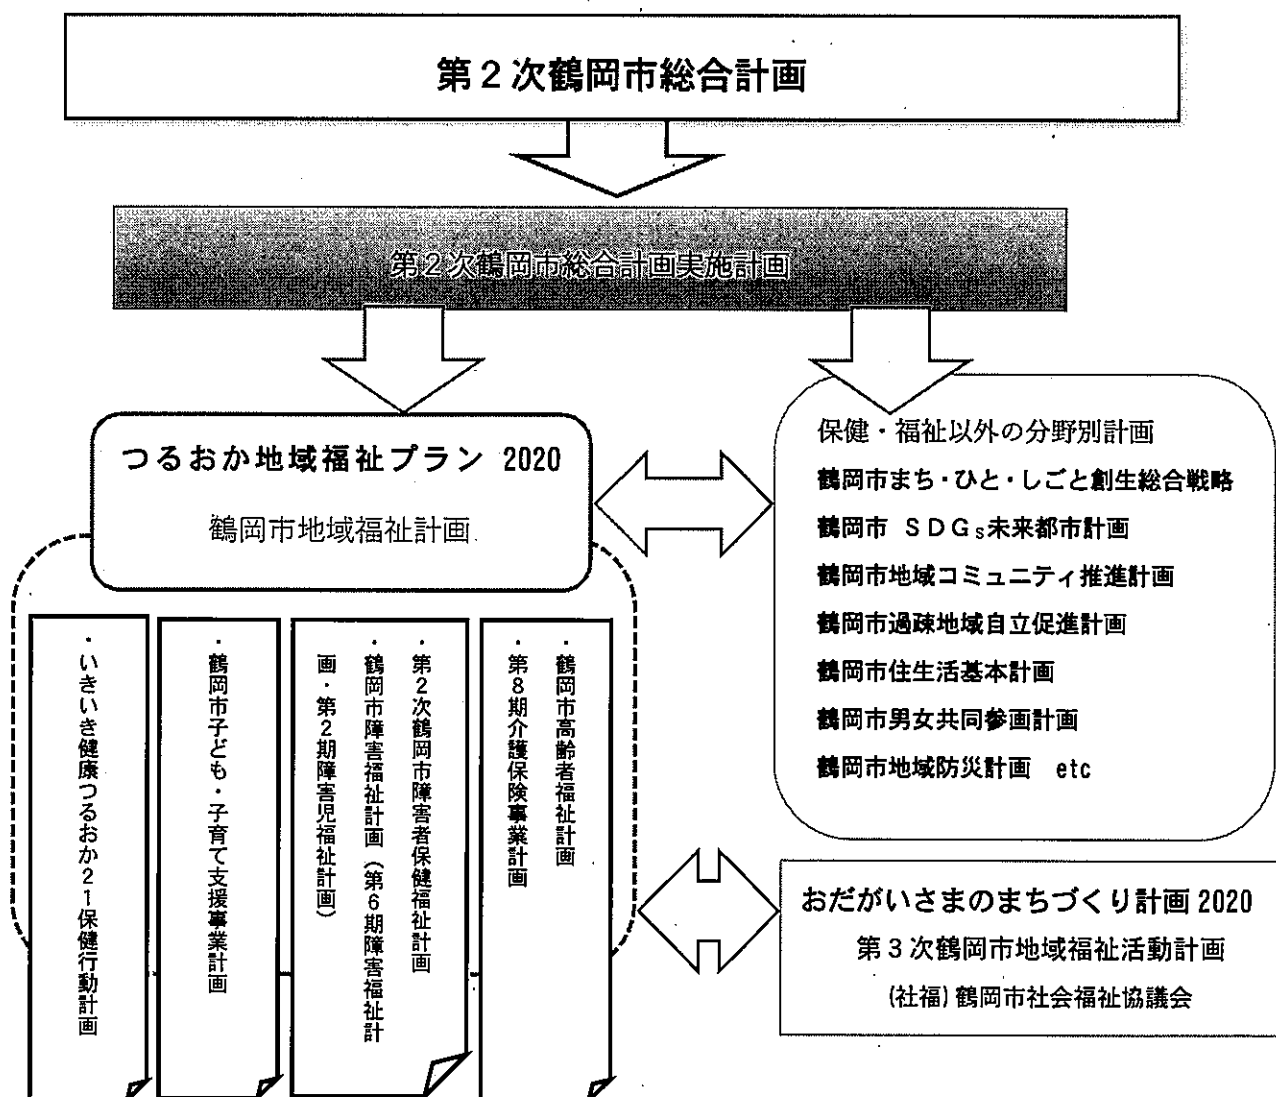 第2次鶴岡市総合計画
第2次鶴岡市総合計画実施計画
つるおか地域福祉プラン 2020
鶴岡市地域福祉計画
保健・福祉以外の分野別計画
鶴岡市まち・ひと・しごと創生総合戦略
鶴岡市 SDGs未来都市計画
鶴岡市地域コミュニティ推進計画
鶴岡市過疎地域自立促進計画
鶴岡市住生活基本計画
鶴岡市男女共同参画計画
鶴岡市地域防災計画 etc
・鶴岡市高齢者福祉計画
・第8期介護保険事業計画
・第2次鶴岡市障害者保健福祉計画
・鶴岡市障害福祉計画（第6期障害福祉計
画・第2期障害児福祉計画）
・鶴岡市子ども・子育て支援事業計画
・いきいき健康つるおか21保健行動計画
おだがいさまのまちづくり計画 2020
第3次鶴岡市地域福祉活動計画
(社福)鶴岡市社会福祉協議会